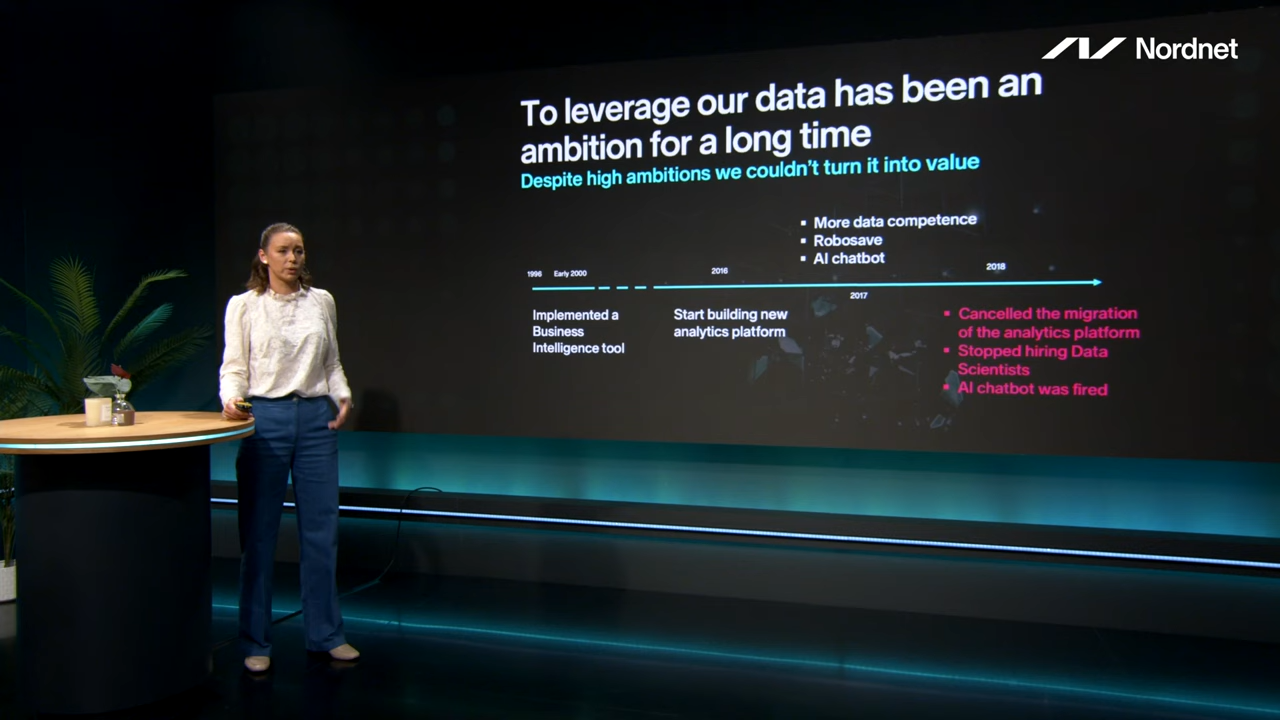 Nordnet
To leverage our data has been an
ambition for a long time
Despite high ambitions we couldn't turn it into value
▪ More data competence
▪ Robosave
▪ AI chatbot
1996 Early 2000 2016 2018
2017
Implemented a
Business
Intelligence tool
Start building new
analytics platform
▪ Cancelled the migration
of the analytics platform
▪ Stopped hiring Data
Scientists
▪ AI chatbot was fired